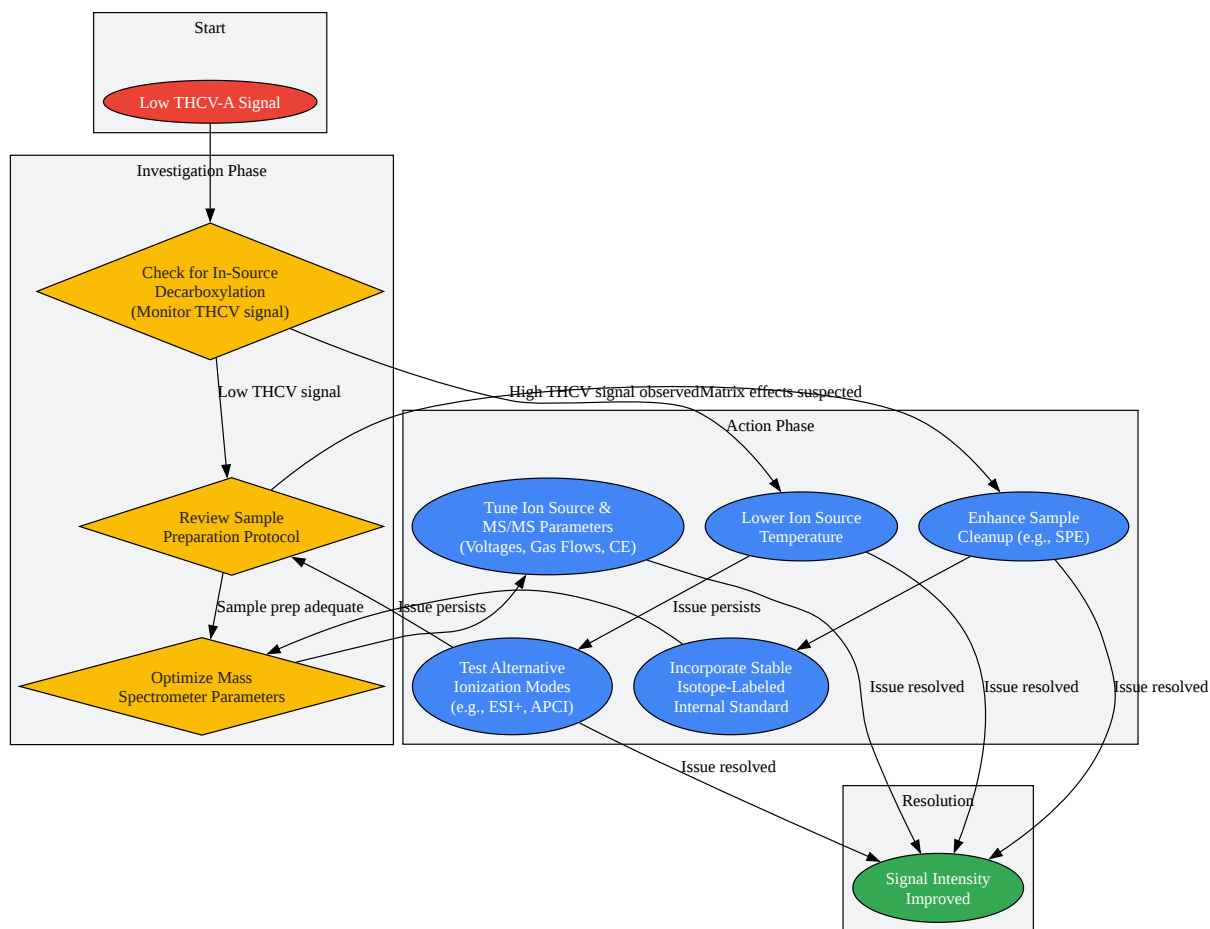 Start
Low THCV-A Signal
Investigation Phase
Check for In-Source
Decarboxylation
(Monitor THCV signal)
Low THCV signal
High THCV signal observed
Matrix effects suspected
Action Phase
Review Sample
Preparation Protocol
Tune Ion Source &
MS/MS Parameters
(Voltages, Gas Flows, CE)
Lower Ion Source
Temperature
Enhance Sample
Cleanup (e.g., SPE)
Sample prep adequate
Issue persists
Issue persists
Optimize Mass
Spectrometer Parameters
Test Alternative
Ionization Modes
(e.g., ESI+, APCI)
Incorporate Stable
Isotope-Labeled
Internal Standard
Issue resolved
Issue resolved
Issue resolved
Issue resolved
Resolution
Signal Intensity
Improved